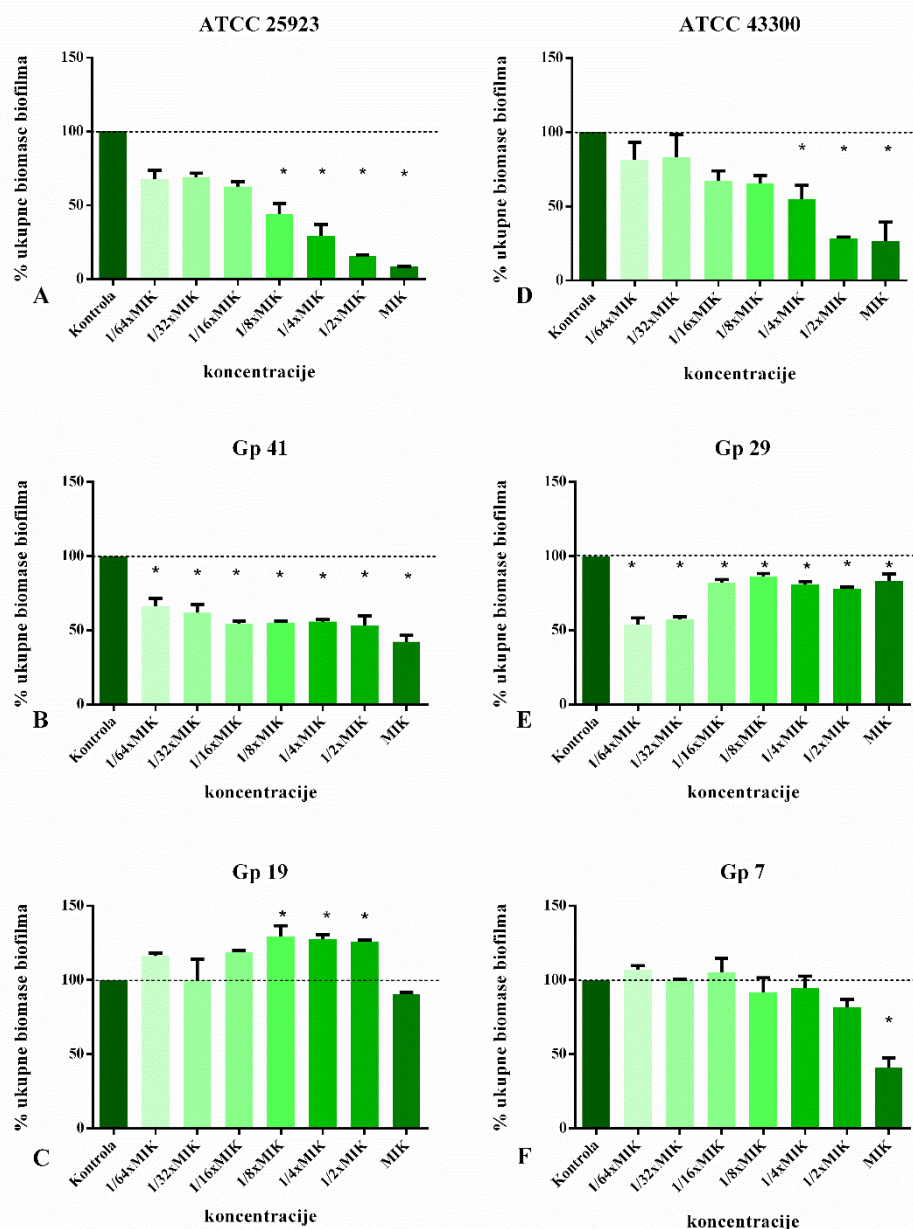 ATCC 25923
% ukupne biomase biofilma
150
100
50
0
* * * *
A
Kontrola
1/64xMIK
1/32xMIK
1/16xMIK
1/8xMIK
1/4xMIK
1/2xMIK
MIK
koncentracije
ATCC 43300
% ukupne biomase biofilma
150
100
50
0
* * *
D
Kontrola
1/64xMIK
1/32xMIK
1/16xMIK
1/8xMIK
1/4xMIK
1/2xMIK
MIK
koncentracije
Gp 41
% ukupne biomase biofilma
150
100
50
0
* * * * * * *
B
Kontrola
1/64xMIK
1/32xMIK
1/16xMIK
1/8xMIK
1/4xMIK
1/2xMIK
MIK
koncentracije
Gp 29
% ukupne biomase biofilma
150
100
50
0
* * * * * * *
E
Kontrola
1/64xMIK
1/32xMIK
1/16xMIK
1/8xMIK
1/4xMIK
1/2xMIK
MIK
koncentracije
Gp 19
% ukupne biomase biofilma
150
100
50
0
* * *
C
Kontrola
1/64xMIK
1/32xMIK
1/16xMIK
1/8xMIK
1/4xMIK
1/2xMIK
MIK
koncentracije
Gp 7
% ukupne biomase biofilma
150
100
50
0
*
F
Kontrola
1/64xMIK
1/32xMIK
1/16xMIK
1/8xMIK
1/4xMIK
1/2xMIK
MIK
koncentracije